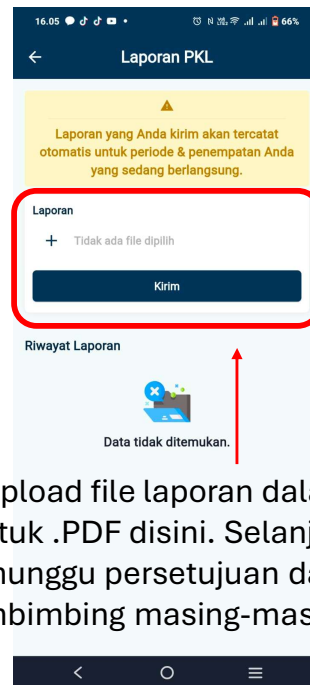 16.05
66%
Laporan PKL
Laporan yang Anda kirim akan tercatat
otomatis untuk periode & penempatan Anda
yang sedang berlangsung.
Laporan
+ Tidak ada file dipilih
Kirim
Riwayat Laporan
Data tidak ditemukan.
pload file laporan dala
tuk .PDF disini. Selanj
nunggu persetujuan da
nbimbing masing-mas